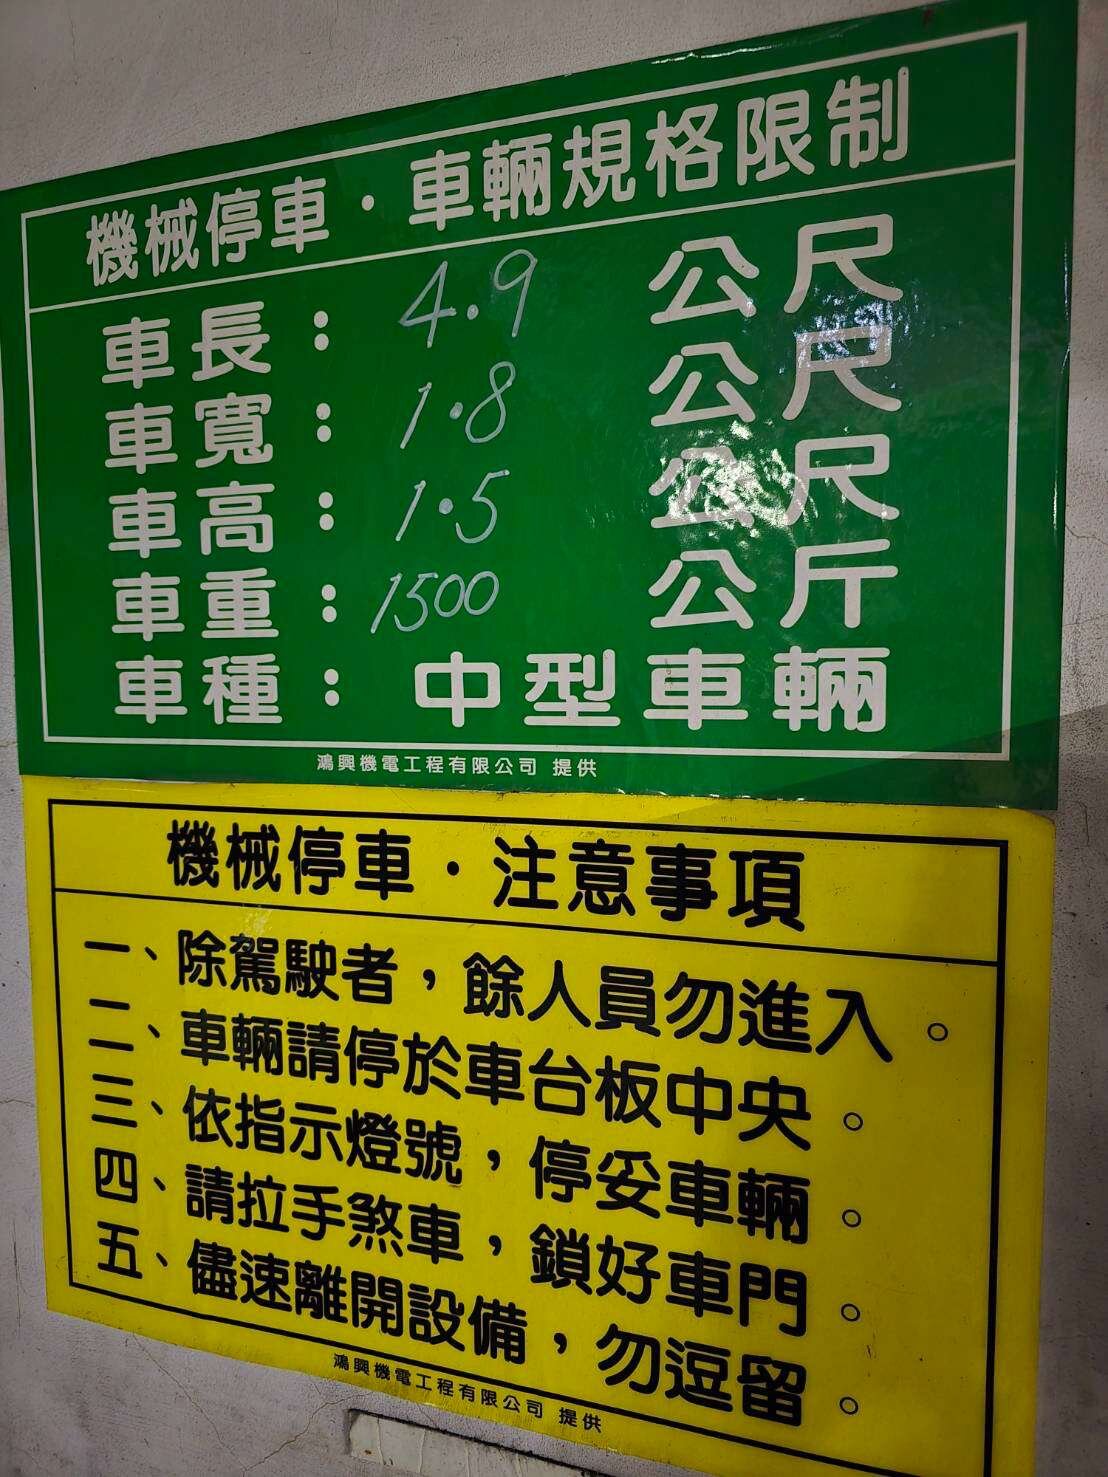 機械停車·車輛規格限制
車長：4.9 公尺
車寬：1.8 公尺
車高：1.5 公尺
車重：1500 公斤
車種：中型車輛
鴻興機電工程有限公司 提供
機械停車·注意事項
一、除駕駛者，餘人員勿進入。
二、車輛請停於車台板中央。
三、依指示燈號，停妥車輛。
四、請拉手煞車，鎖好車門。
五、儘速離開設備，勿逗留。
鴻興機電工程有限公司 提供